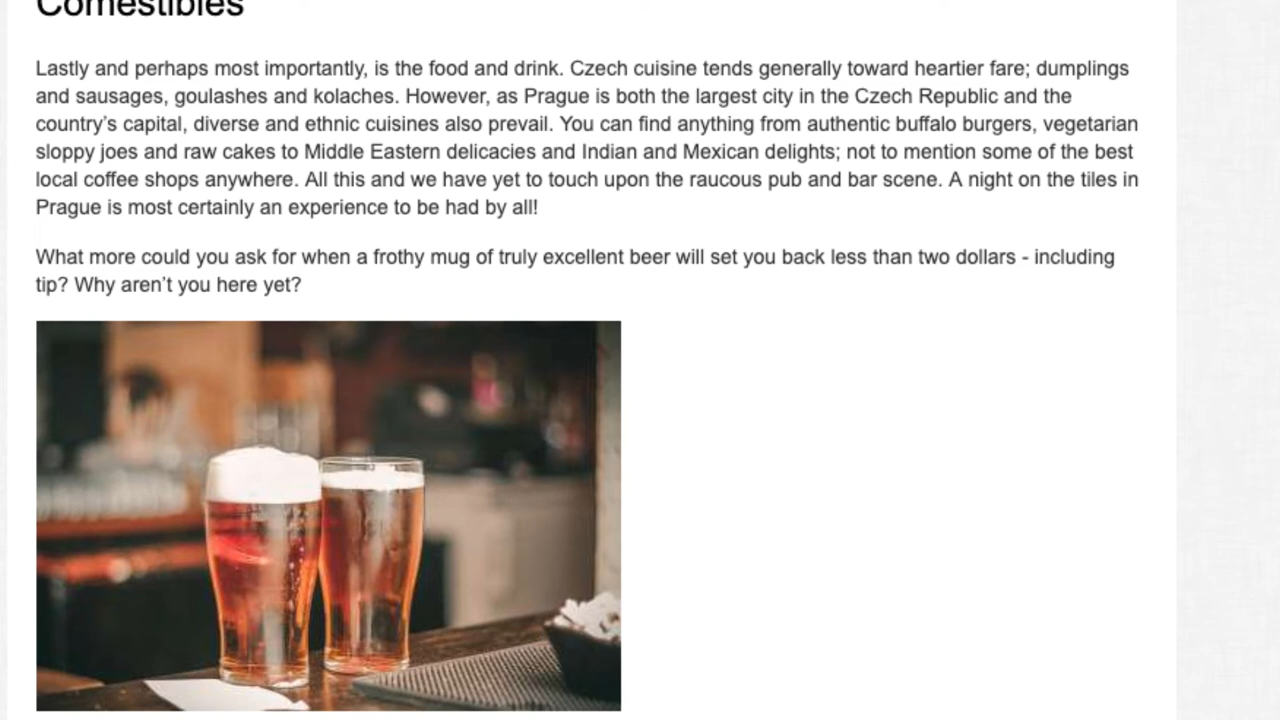 Comestibles
Lastly and perhaps most importantly, is the food and drink. Czech cuisine tends generally toward heartier fare; dumplings
and sausages, goulashes and kolaches. However, as Prague is both the largest city in the Czech Republic and the
country’s capital, diverse and ethnic cuisines also prevail. You can find anything from authentic buffalo burgers, vegetarian
sloppy joes and raw cakes to Middle Eastern delicacies and Indian and Mexican delights; not to mention some of the best
local coffee shops anywhere. All this and we have yet to touch upon the raucous pub and bar scene. A night on the tiles in
Prague is most certainly an experience to be had by all!
What more could you ask for when a frothy mug of truly excellent beer will set you back less than two dollars - including
tip? Why aren’t you here yet?